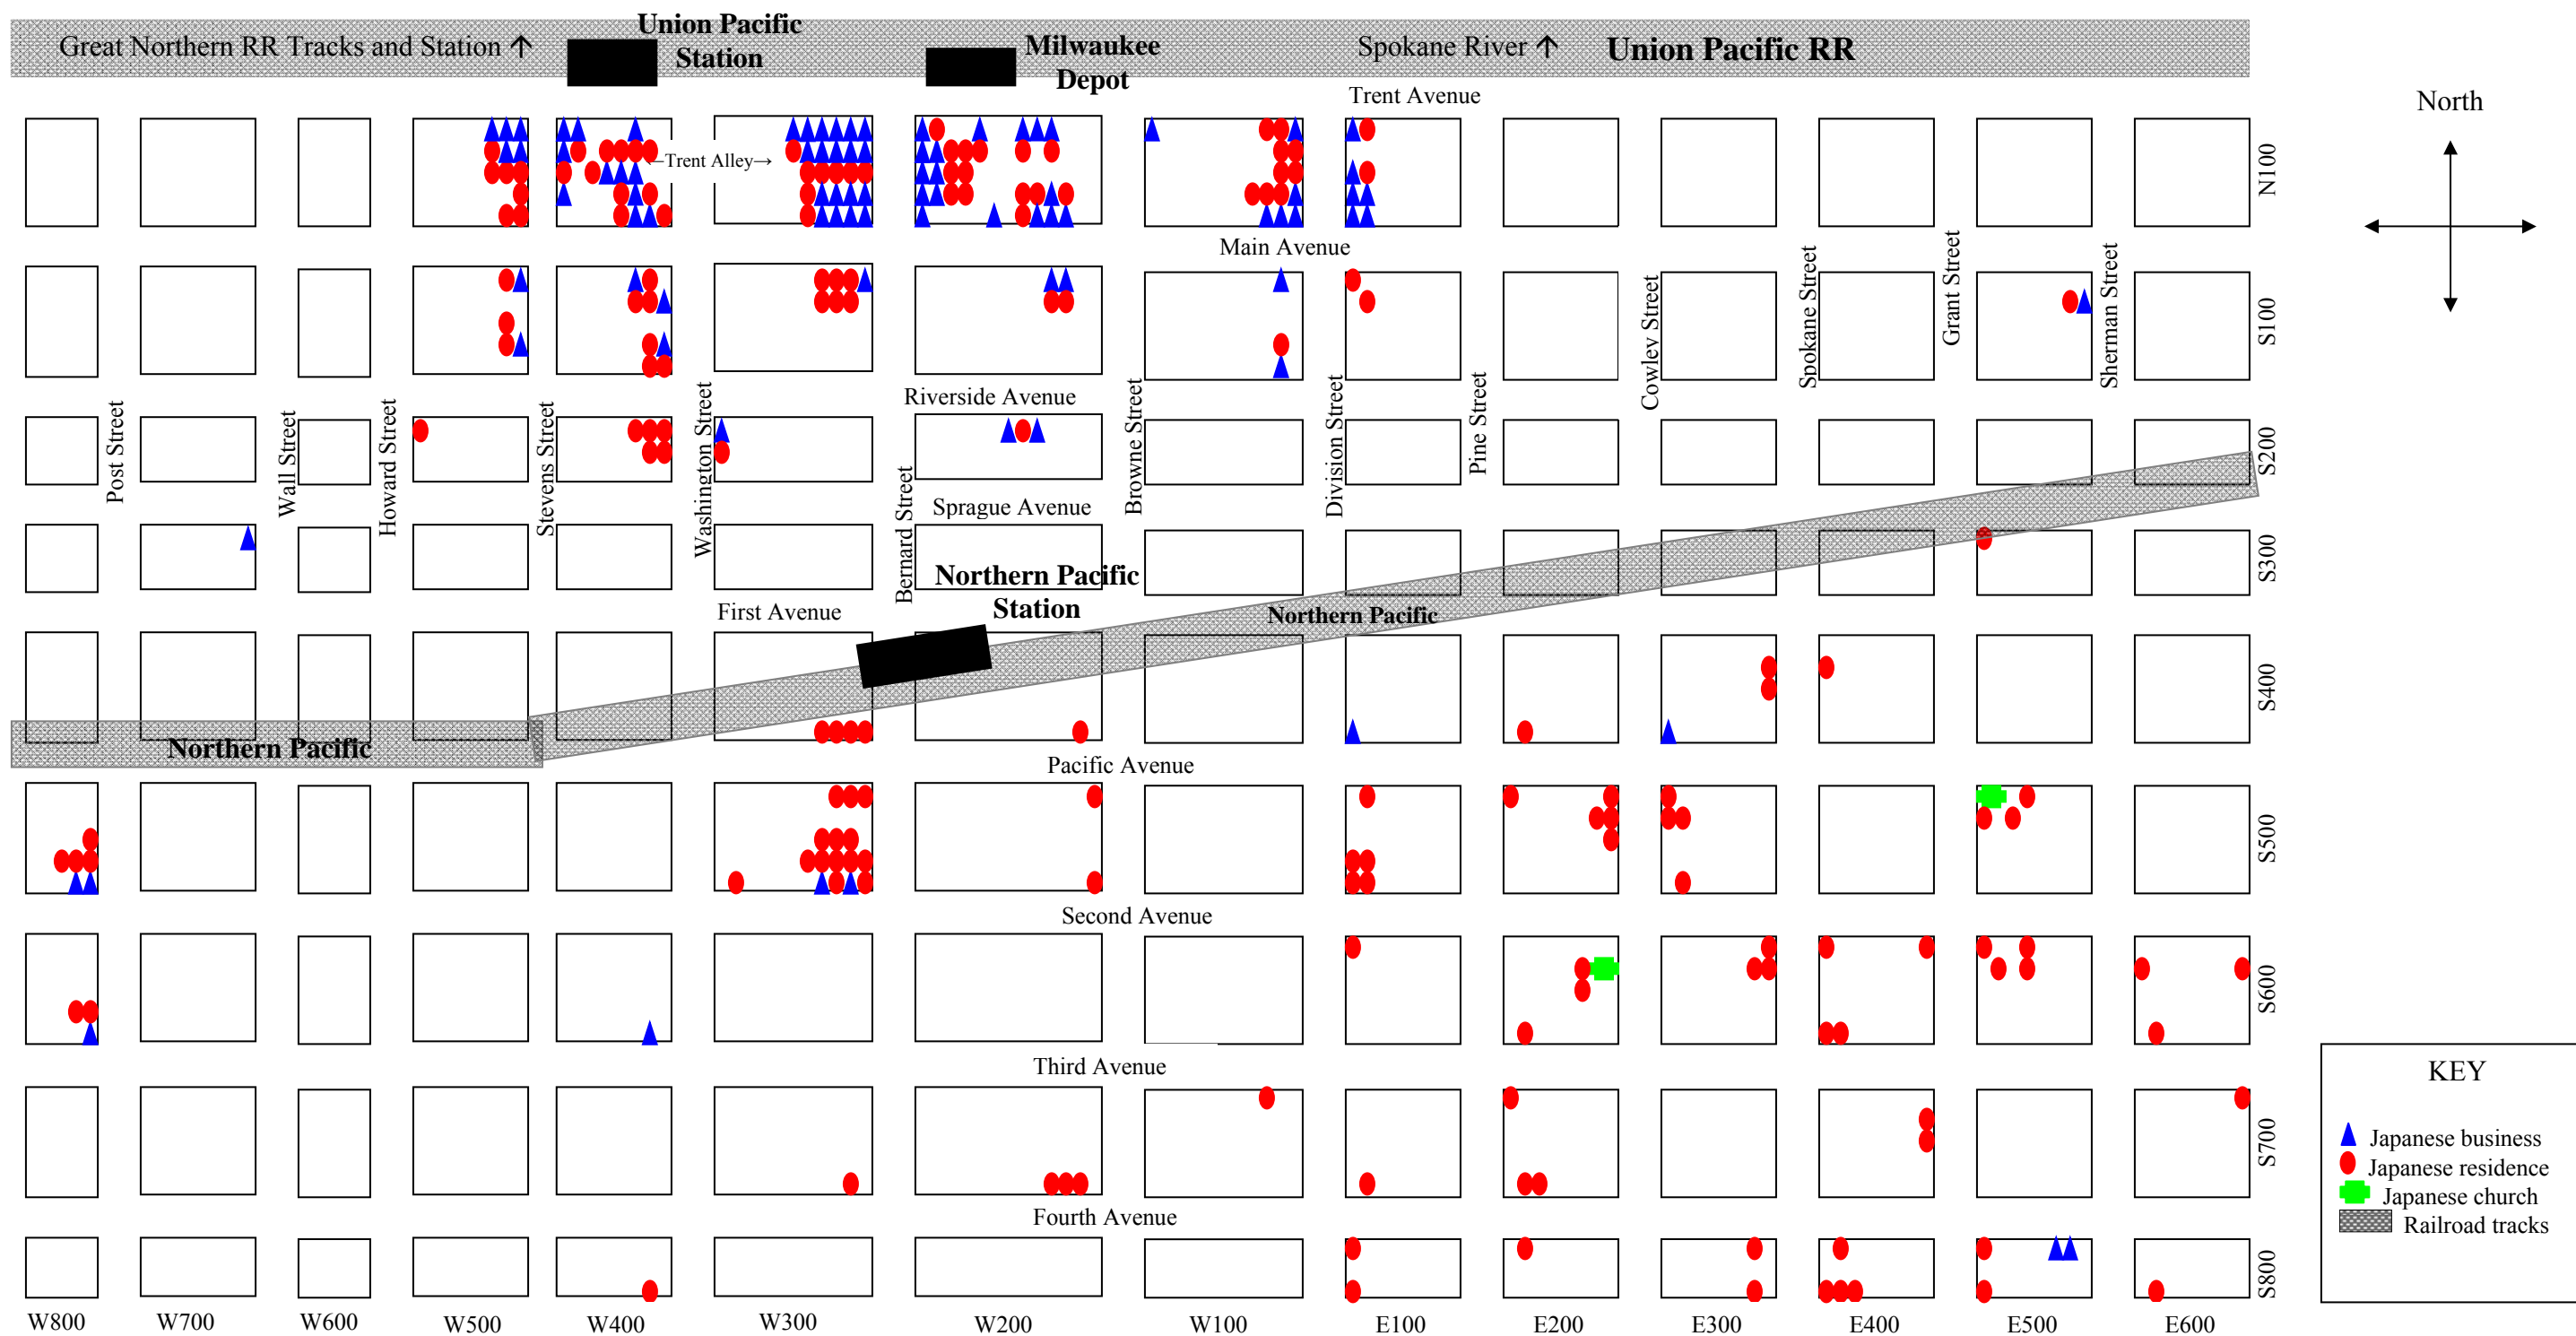 Great Northern RR Tracks and Station ↑
Union Pacific
Station
Milwaukee
Depot
Spokane River ↑
Union Pacific RR
Trent Avenue
North
←Trent Alley→
N100
Main Avenue
S100
Cowley Street
Spokane Street
Grant Street
Sherman Street
Riverside Avenue
Post Street
Wall Street
Howard Street
Stevens Street
Washington Street
Bernard Street
Browne Street
Division Street
Pine Street
S200
Sprague Avenue
S300
Northern Pacific
Station
First Avenue
Northern Pacific
S400
Northern Pacific
Pacific Avenue
S500
Second Avenue
S600
Third Avenue
S700
Fourth Avenue
S800
KEY
Japanese business
Japanese residence
Japanese church
Railroad tracks
W800
W700
W600
W500
W400
W300
W200
W100
E100
E200
E300
E400
E500
E600